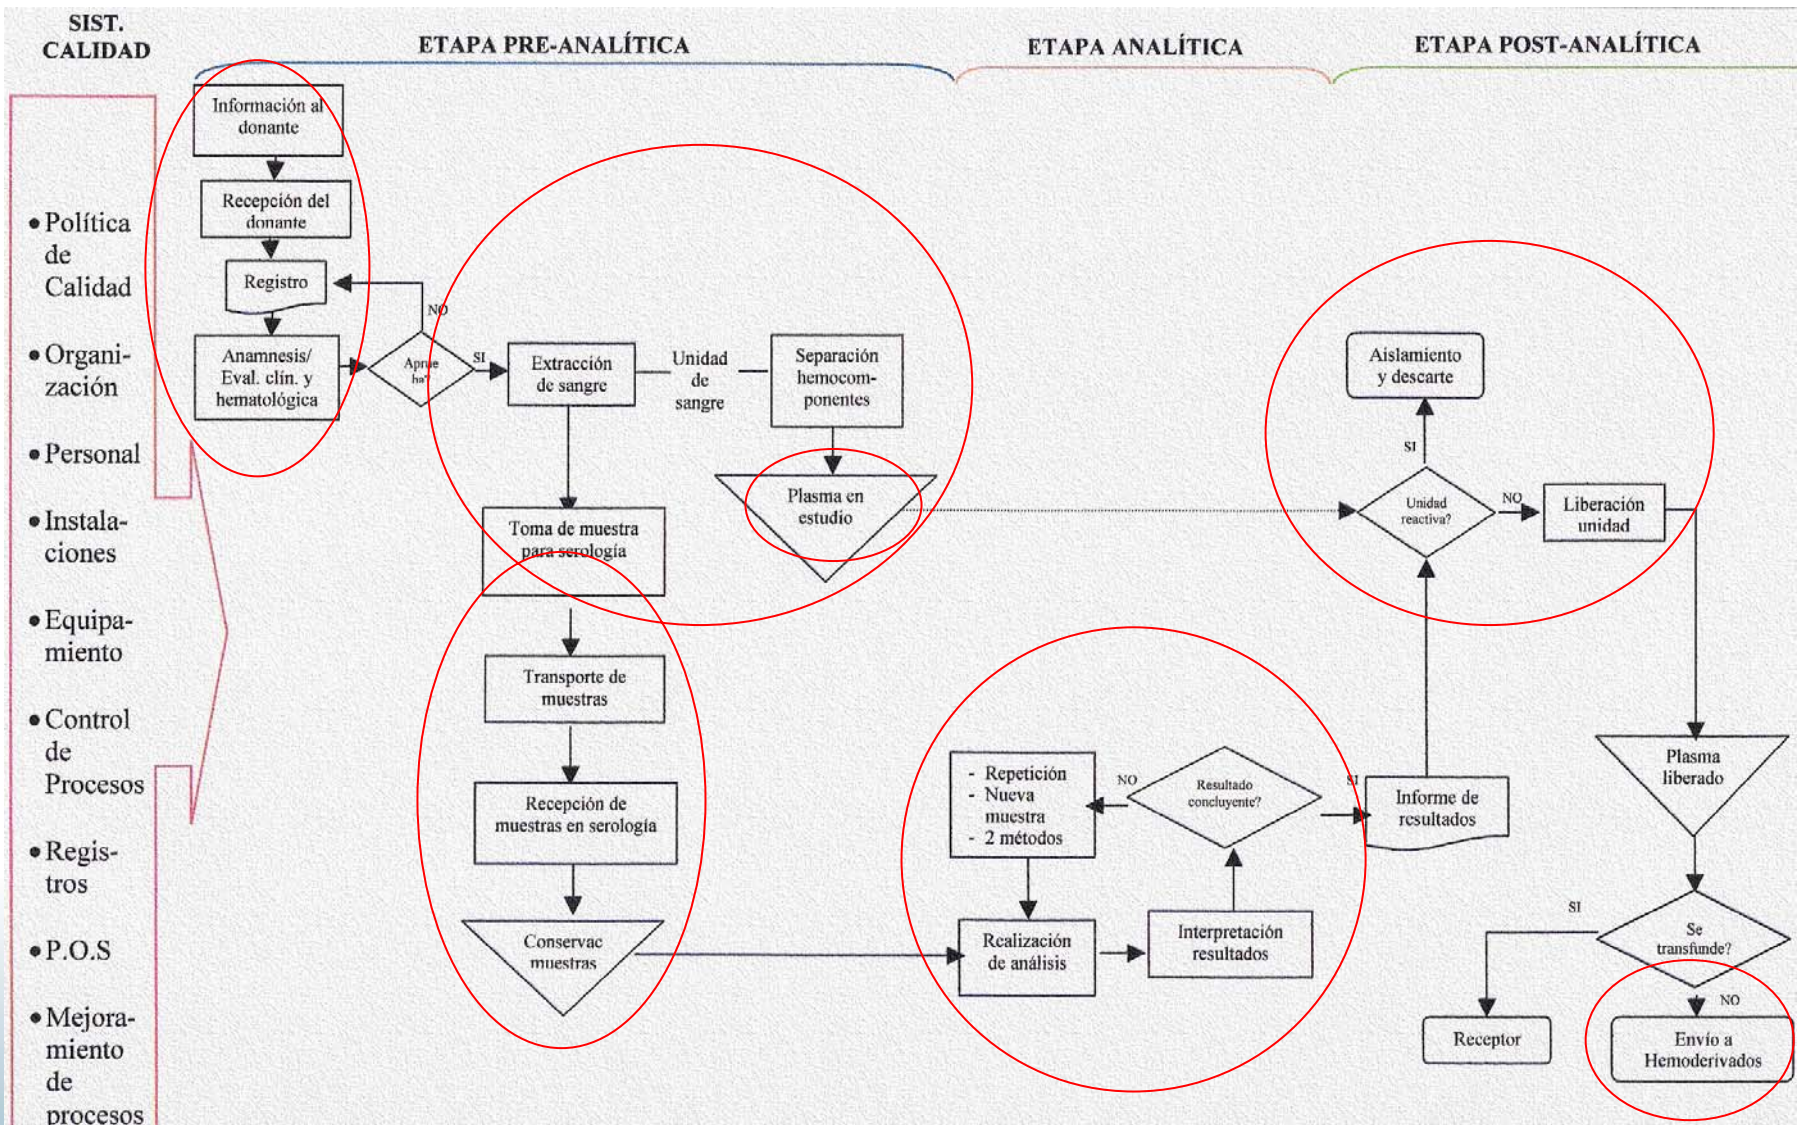 SIST.
CALIDAD
ETAPA PRE-ANALÍTICA
ETAPA ANALÍTICA
ETAPA POST-ANALÍTICA
• Política
de
Calidad
• Organi-
zación
• Personal
• Instala-
ciones
• Equipa-
miento
• Control
de
Procesos
• Regis-
tros
• P.O.S
• Mejora-
miento
de
procesos
Información al
donante
Recepción del
donante
Registro
Anamnesis/
Eval. clín. y
hematológica
NO
SI
Extracción
de sangre
Unidad
de
sangre
Separación
hemocom-
ponentes
Plasma en
estudio
Toma de muestra
para serología
Transporte de
muestras
Recepción de
muestras en serología
Conservac
muestras
- Repetición
- Nueva
muestra
- 2 métodos
NO
Resultado
concluyente?
SI
Realización
de análisis
Interpretación
resultados
Informe de
resultados
Aislamiento
y descarte
SI
Unidad
reactiva?
NO
Liberación
unidad
Plasma
liberado
SI
Se
transfunde?
NO
Receptor
Envío a
Hemoderivados